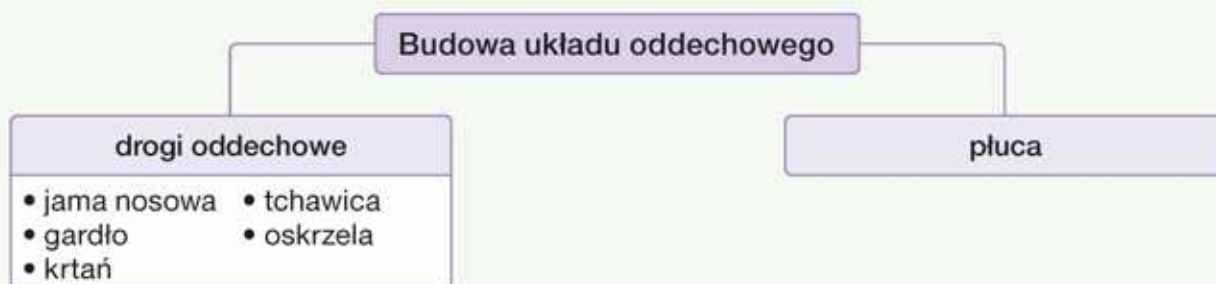 Budowa układu oddechowego
drogi oddechowe
• jama nosowa
• gardło
• krtań
• tchawica
• oskrzela
płuca